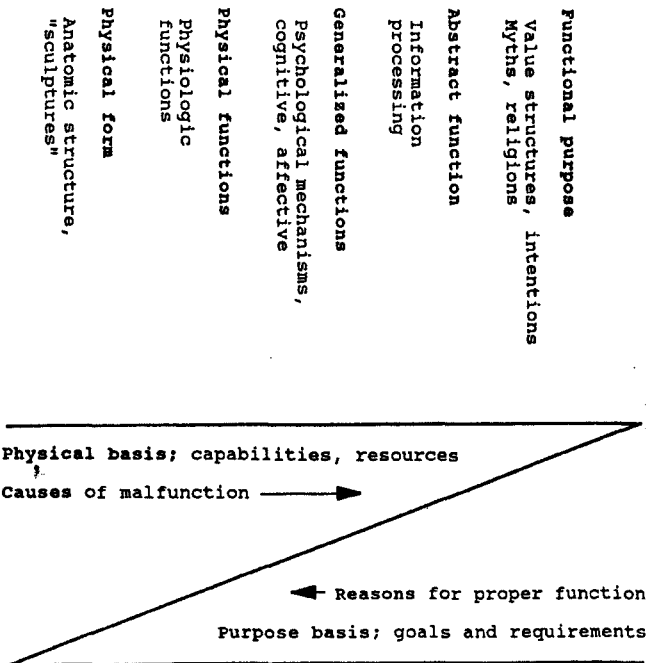 Functional purpose
Value structures, intentions
Myths, religions
Abstract function
Information
processing
Generalized functions
Psychological mechanisms,
cognitive, affective
Physical functions
Physiologic
functions
Physical form
Anatomic structure,
"sculptures"
Physical basis; capabilities, resources
Causes of malfunction
Reasons for proper function
Purpose basis; goals and requirements